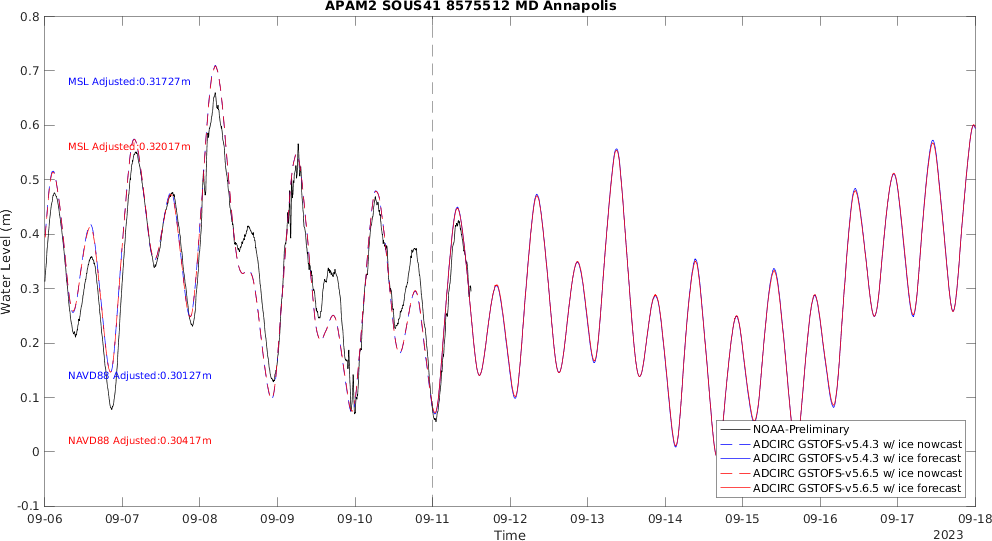 APAM2 SOUS41 8575512 MD Annapolis
0.8
0.7
0.6
0.5
0.4
0.3
0.2
0.1
0
-0.1
Water Level (m)
MSL Adjusted:0.31727m
MSL Adjusted:0.32017m
NAVD88 Adjusted:0.30127m
NAVD88 Adjusted:0.30417m
NOAA-Preliminary
ADCIRC GSTOFS-v5.4.3 w/ ice nowcast
ADCIRC GSTOFS-v5.4.3 w/ ice forecast
ADCIRC GSTOFS-v5.6.5 w/ ice nowcast
ADCIRC GSTOFS-v5.6.5 w/ ice forecast
09-06 09-07 09-08 09-09 09-10 09-11 09-12 09-13 09-14 09-15 09-16 09-17 09-18
Time
2023